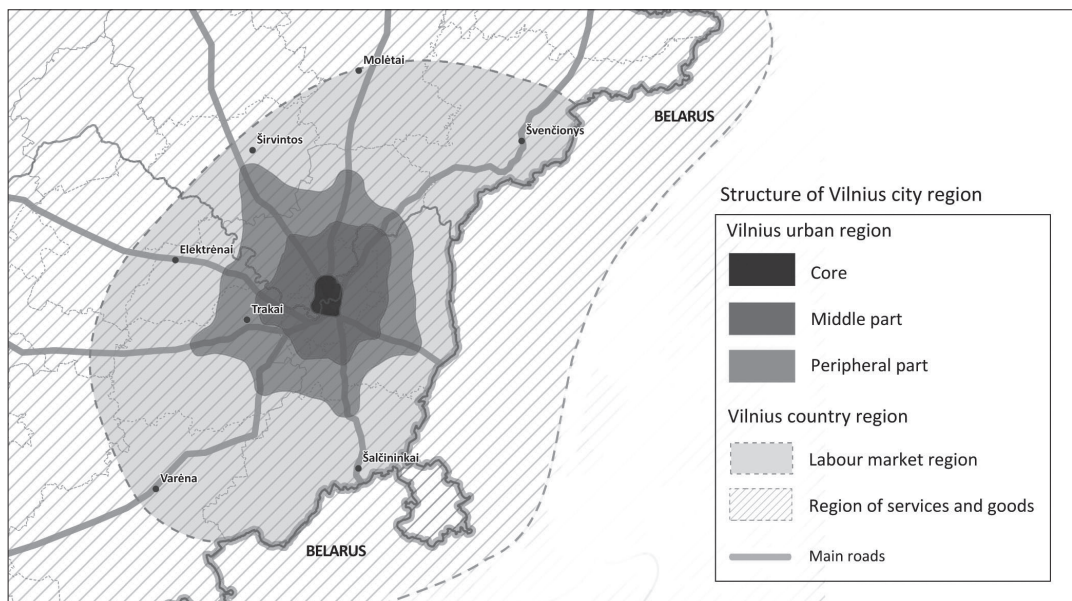 Molėtai
BELARUS
Švenčionys
Širvintos
Elektrėnai
Trakai
Šalčininkai
Varėna
BELARUS
Structure of Vilnius city region
Vilnius urban region
Core
Middle part
Peripheral part
Vilnius country region
Labour market region
Region of services and goods
Main roads